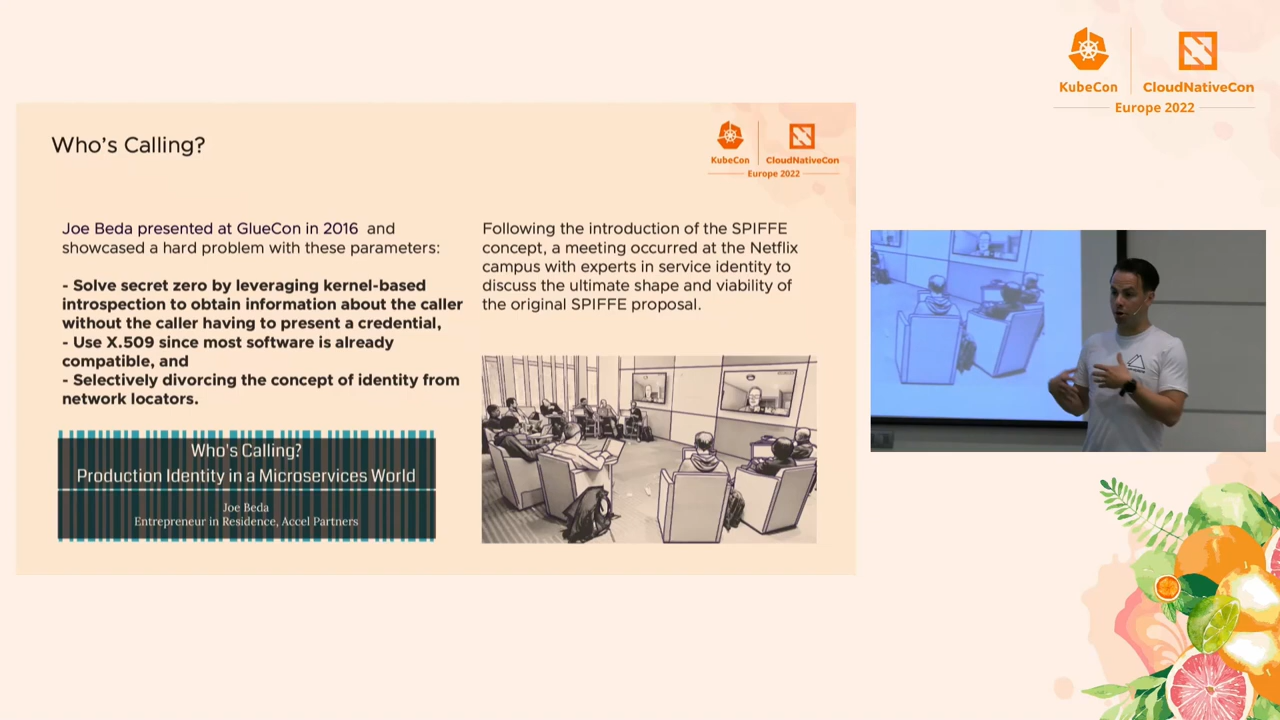 KubeCon
CloudNativeCon
Europe 2022
Who's Calling?
KubeCon
CloudNativeCon
Europe 2022
Joe Beda presented at GlueCon in 2016 and
showcased a hard problem with these parameters:
- Solve secret zero by leveraging kernel-based
introspection to obtain information about the caller
without the caller having to present a credential,
- Use X.509 since most software is already
compatible, and
- Selectively divorcing the concept of identity from
network locators.
Who's Calling?
Production Identity in a Microservices World
Joe Beda
Entrepreneur in Residence, Accel Partners
Following the introduction of the SPIFFE
concept, a meeting occurred at the Netflix
campus with experts in service identity to
discuss the ultimate shape and viability of
the original SPIFFE proposal.